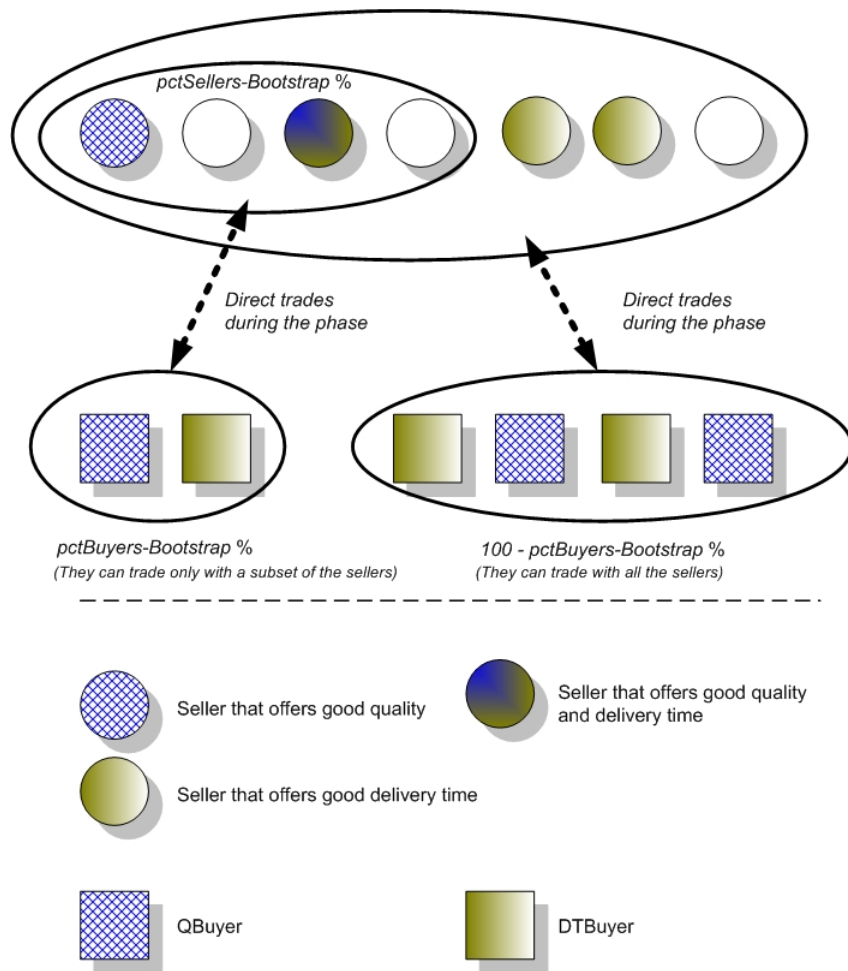 pctSellers-Bootstrap %
Direct trades
during the phase
Direct trades
during the phase
pctBuyers-Bootstrap %
(They can trade only with a subset of the sellers)
100 - pctBuyers-Bootstrap %
(They can trade with all the sellers)
Seller that offers good quality
Seller that offers good quality
and delivery time
Seller that offers good delivery time
QBuyer
DTBuyer